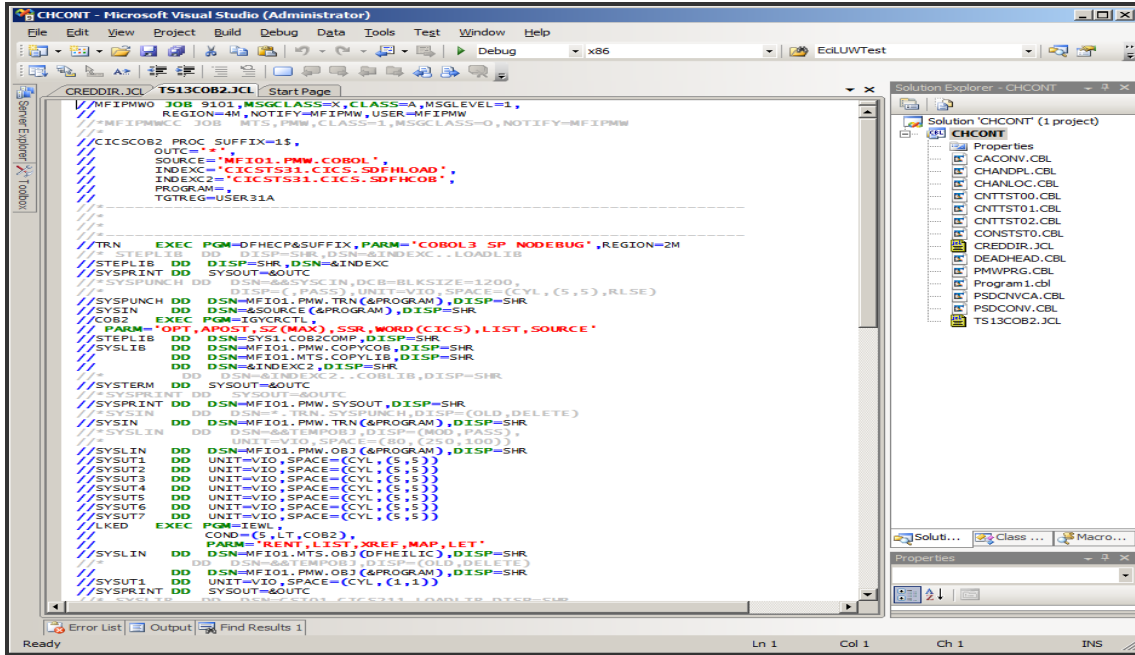 CHCONT - Microsoft Visual Studio (Administrator)
File Edit View Project Build Debug Data Tools Test Window Help
Debug x86 EciLUWTest
CREDDIR.JCL TS13COB2.JCL Start Page
Server Explorer
Toolbox
//MFIPMWO JOB 9101,MSGCLASS=X,CLASS=A,MSGLEVEL=1,
// REGION=4M,NOTIFY=MFIPMW,USER=MFIPMW
//*MFIPMWCC JOB MTS,PMW,CLASS=1,MSGCLASS=O,NOTIFY=MFIPMW
//*
//CICSCOB2 PROC SUFFIX=1$,
// OUTC='*',
// SOURCE='MFI01.PMW.COBOL',
// INDEXC='CICSTS31.CICS.SDFHLOAD',
// INDEXC2='CICSTS31.CICS.SDFHCOB',
// PROGRAM=,
// TGTREG=USER31A
//*--------------------------------------------------------------------
//*
//*
//*--------------------------------------------------------------------
//TRN EXEC PGM=DFHECP&SUFFIX,PARM='COBOL3 SP NODEBUG',REGION=2M
//* STEPLIB DD DISP=SHR,DSN=&INDEXC..LOADLIB
//STEPLIB DD DISP=SHR,DSN=&INDEXC
//SYSPRINT DD SYSOUT=&OUTC
//*SYSPUNCH DD DSN=&&SYSCIN,DCB=BLKSIZE=1200,
//* DISP=(,PASS),UNIT=VIO,SPACE=(CYL,(5,5),RLSE)
//SYSPUNCH DD DSN=MFI01.PMW.TRN(&PROGRAM),DISP=SHR
//SYSIN DD DSN=&SOURCE(&PROGRAM),DISP=SHR
//COB2 EXEC PGM=IGYCRCTL,
// PARM='OPT,APOST,SZ(MAX),SSR,WORD(CICS),LIST,SOURCE'
//STEPLIB DD DSN=SYS1.COB2COMP,DISP=SHR
//SYSLIB DD DSN=MFI01.PMW.COPYCOB,DISP=SHR
// DD DSN=MFI01.MTS.COPYLIB,DISP=SHR
// DD DSN=&INDEXC2,DISP=SHR
//* DD DSN=&INDEXC2..COBLIB,DISP=SHR
//SYSTERM DD SYSOUT=&OUTC
//*SYSPRINT DD SYSOUT=&OUTC
//SYSPRINT DD DSN=MFI01.PMW.SYSOUT,DISP=SHR
//*SYSIN DD DSN=*.TRN.SYSPUNCH,DISP=(OLD,DELETE)
//SYSIN DD DSN=MFI01.PMW.TRN(&PROGRAM),DISP=SHR
//*SYSLIN DD DSN=&&TEMPOBJ,DISP=(MOD,PASS),
//* UNIT=VIO,SPACE=(80,(250,100))
//SYSLIN DD DSN=MFI01.PMW.OBJ(&PROGRAM),DISP=SHR
//SYSUT1 DD UNIT=VIO,SPACE=(CYL,(5,5))
//SYSUT2 DD UNIT=VIO,SPACE=(CYL,(5,5))
//SYSUT3 DD UNIT=VIO,SPACE=(CYL,(5,5))
//SYSUT4 DD UNIT=VIO,SPACE=(CYL,(5,5))
//SYSUT5 DD UNIT=VIO,SPACE=(CYL,(5,5))
//SYSUT6 DD UNIT=VIO,SPACE=(CYL,(5,5))
//SYSUT7 DD UNIT=VIO,SPACE=(CYL,(5,5))
//LKED EXEC PGM=IEWL,
// COND=(5,LT,COB2),
// PARM='RENT,LIST,XREF,MAP,LET'
//SYSLIN DD DSN=MFI01.MTS.OBJ(DFHEILIC),DISP=SHR
//* DD DSN=&&TEMPOBJ,DISP=(OLD,DELETE)
// DD DSN=MFI01.PMW.OBJ(&PROGRAM),DISP=SHR
//SYSUT1 DD UNIT=VIO,SPACE=(CYL,(1,1))
//SYSPRINT DD SYSOUT=&OUTC
Solution Explorer - CHCONT
Solution 'CHCONT' (1 project)
CHCONT
Properties
CACONV.CBL
CHANDPL.CBL
CHANLOC.CBL
CNTTST00.CBL
CNTTST01.CBL
CNTTST02.CBL
CONSTST0.CBL
CREDDIR.JCL
DEADHEAD.CBL
PMWPRG.CBL
Program1.cbl
PSDCNVCA.CBL
PSDCONV.CBL
TS13COB2.JCL
Soluti... Class ... Macro...
Properties
Error List Output Find Results 1
Ready Ln 1 Col 1 Ch 1 INS